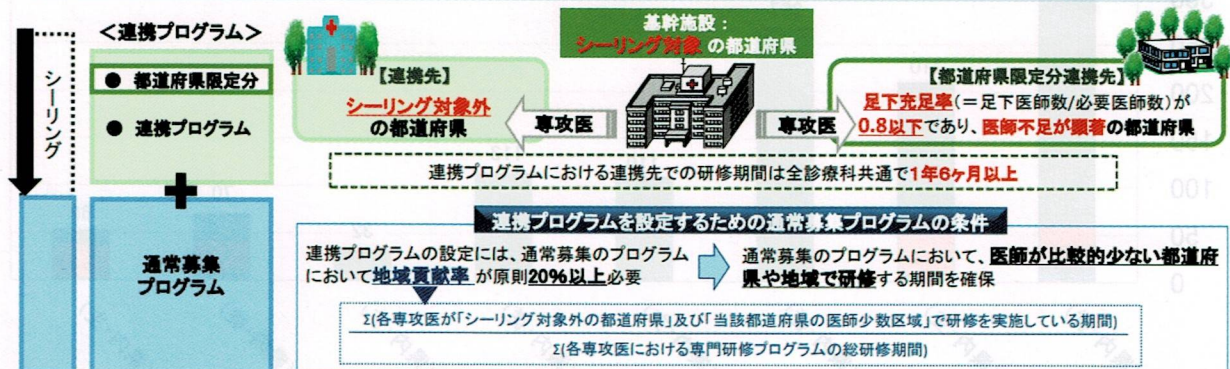 ＜連携プログラム＞
シーリング
● 都道府県限定分
● 連携プログラム
＋
通常募集
プログラム
基幹施設：
シーリング対象 の都道府県
【連携先】
シーリング対象外
の都道府県
専攻医
専攻医
【都道府県限定分連携先】
足下充足率(＝足下医師数/必要医師数)が
0.8以下であり、医師不足が顕著の都道府県
連携プログラムにおける連携先での研修期間は全診療科共通で1年6ヶ月以上
連携プログラムを設定するための通常募集プログラムの条件
連携プログラムの設定には、通常募集のプログラム
において地域貢献率 が原則20%以上必要
通常募集のプログラムにおいて、医師が比較的少ない都道府
県や地域で研修する期間を確保
Σ(各専攻医が「シーリング対象外の都道府県」及び「当該都道府県の医師少数区域」で研修を実施している期間)
Σ(各専攻医における専門研修プログラムの総研修期間)
200
100
50
0